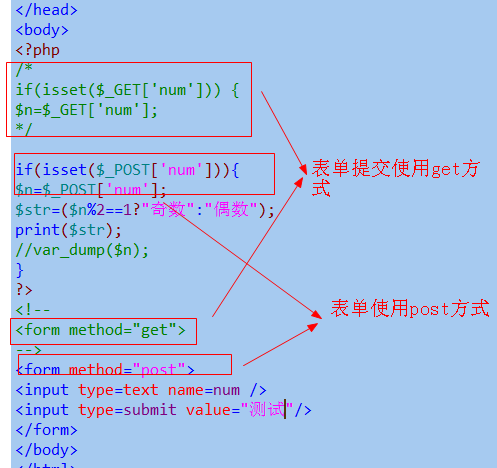 </head>
<body>
<?php
/*
if(isset($_GET['num'])) {
$n=$_GET['num'];
*/
if(isset($_POST['num'])){
$n=$_POST['num'];
$str=($n%2==1?"奇数":"偶数");
print($str);
//var_dump($n);
}
?>
<!--
<form method="get">
-->
<form method="post">
<input type=text name=num />
<input type=submit value="测试"/>
</form>
</body>
</html>
表单提交使用get方
式
表单使用post方式